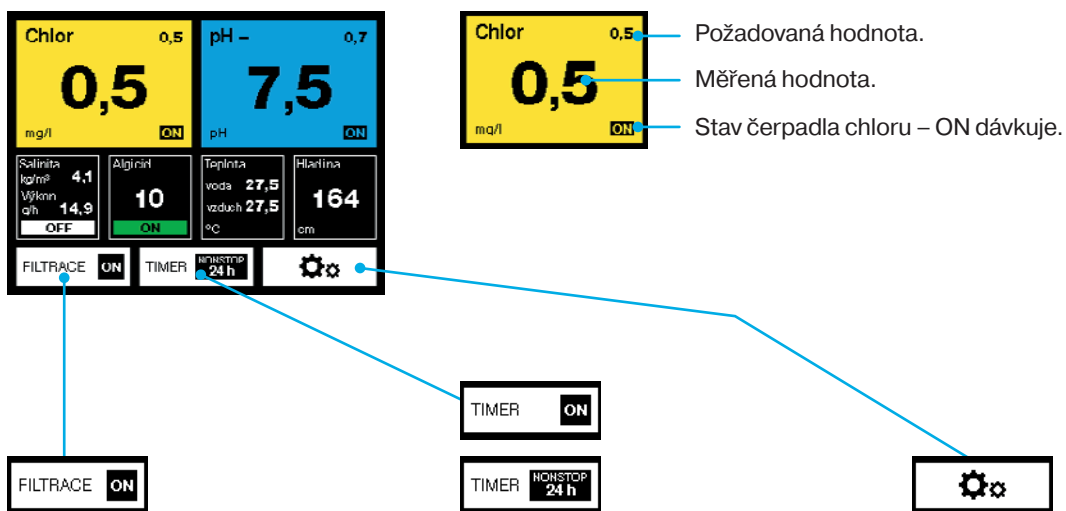 Chlor 0,5
0,5
mg/l ON
pH – 0,7
7,5
pH ON
Chlor 0,5
0,5
mg/l ON
Požadovaná hodnota.
Měřená hodnota.
Stav čerpadla chloru – ON dávkuje.
Salinita
kg/m³ 4,1
Výkon
g/h 14,9
OFF
Algicid
10
ON
Teplota
voda 27,5
vzduch 27,5
°C
Hladina
164
cm
FILTRACE ON
TIMER NONSTOP
24 h
TIMER ON
FILTRACE ON
TIMER NONSTOP
24 h